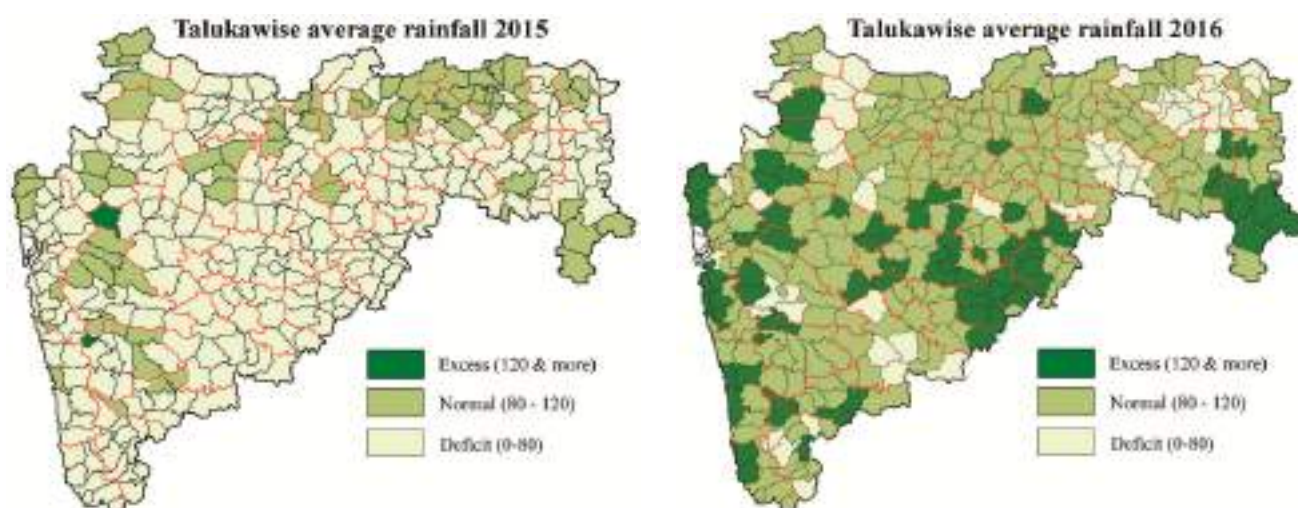 Talukawise average rainfall 2015
Excess (120 & more)
Normal (80 - 120)
Deficit (0-80)
Talukawise average rainfall 2016
Excess (120 & more)
Normal (80 - 120)
Deficit (0-80)